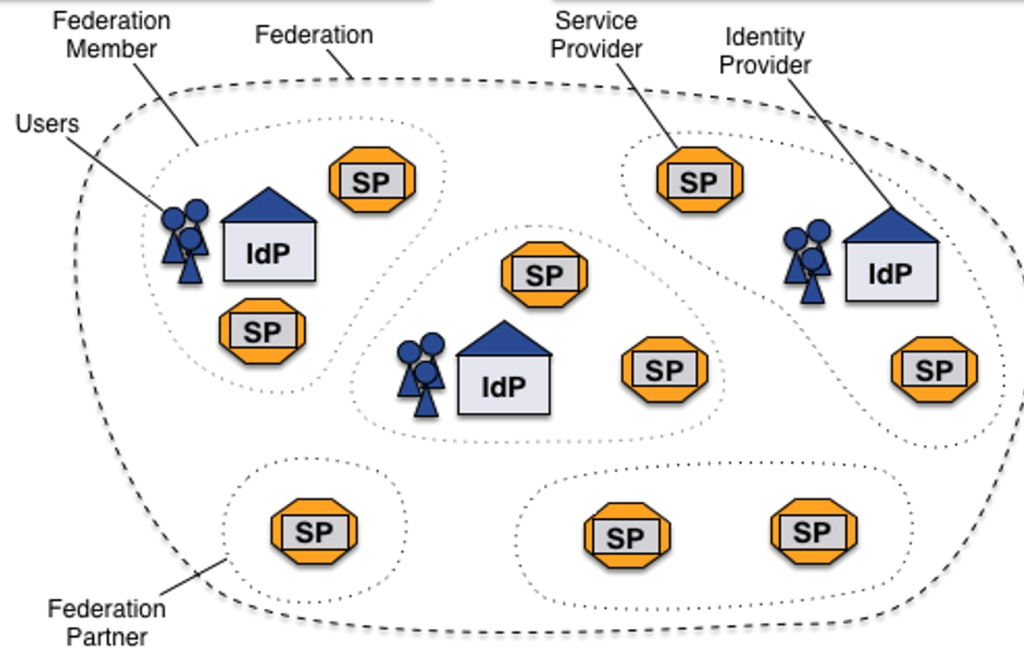 Federation
Member
Federation
Service
Provider
Identity
Provider
Users
SP
SP
IdP
SP
IdP
IdP
SP
SP
SP
IdP
SP
SP
SP
Federation
Partner